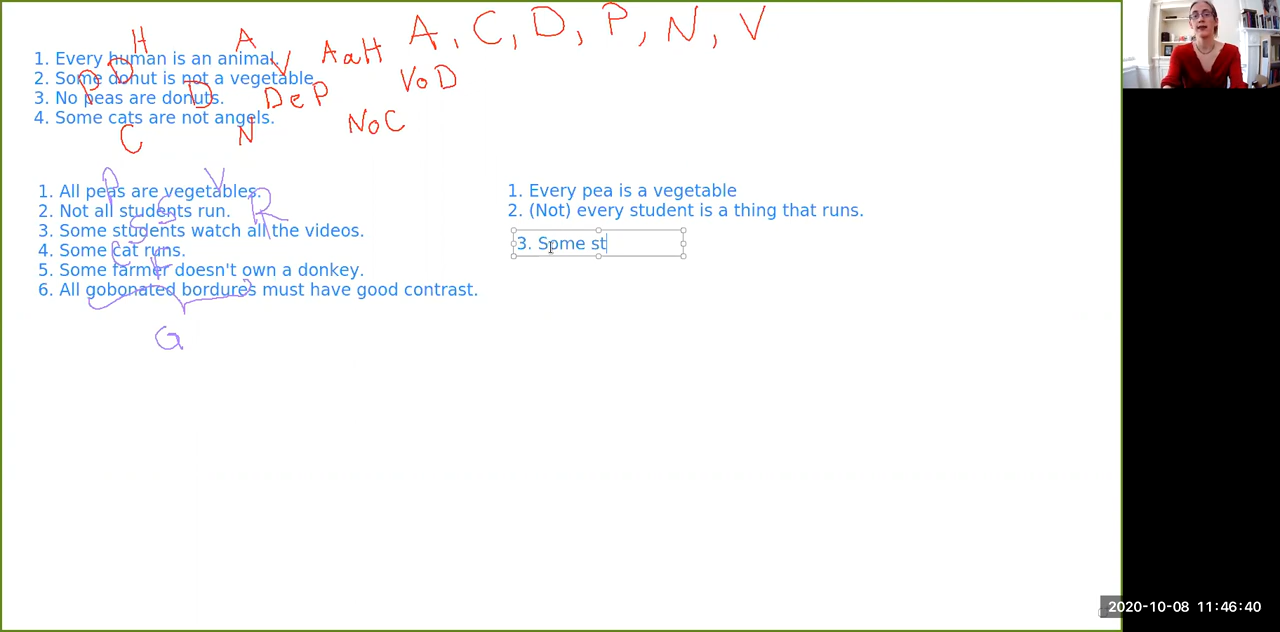 A, C, D, P, N, V
H A
1. Every human is an animal. AaH
D V
2. Some donut is not a vegetable. VoD
P D
3. No peas are donuts. DeP
4. Some cats are not angels. NoC
C N
P V
1. All peas are vegetables.
S R
2. Not all students run.
S
3. Some students watch all the videos.
C
4. Some cat runs.
F
5. Some farmer doesn't own a donkey.
6. All gobonated bordures must have good contrast.
G
1. Every pea is a vegetable
2. (Not) every student is a thing that runs.
3. Some st
2020-10-08 11:46:40